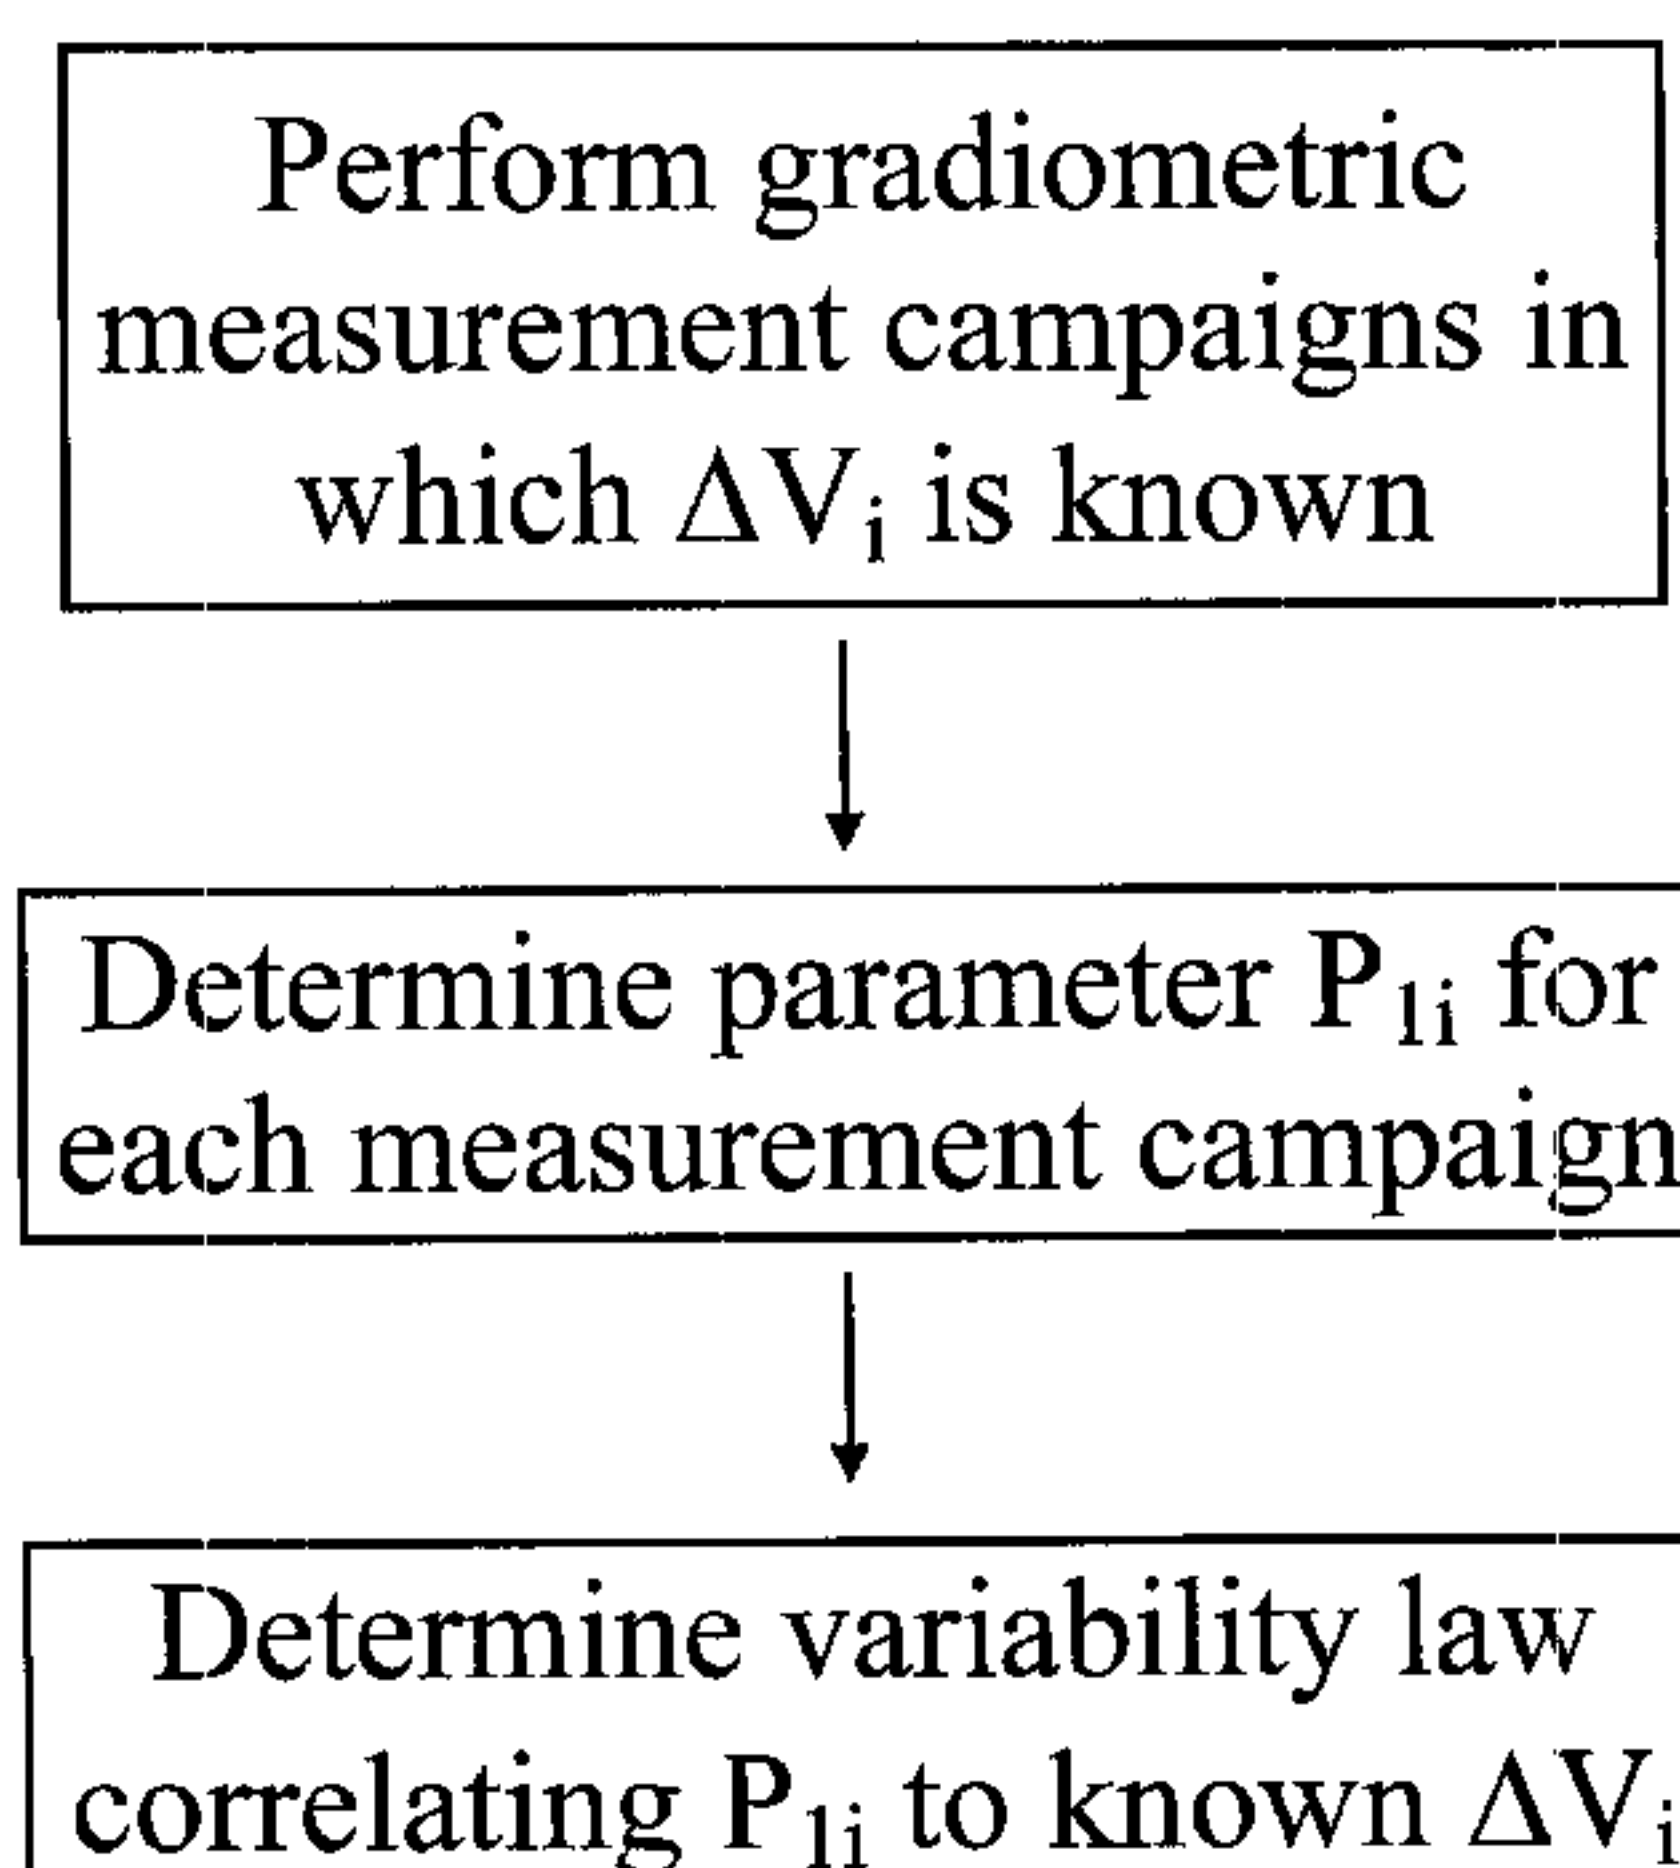 Perform gradiometric
measurement campaigns in
which ΔVᵢ is known
Determine parameter P₁ᵢ for
each measurement campaign
Determine variability law
correlating P₁ᵢ to known ΔVᵢ